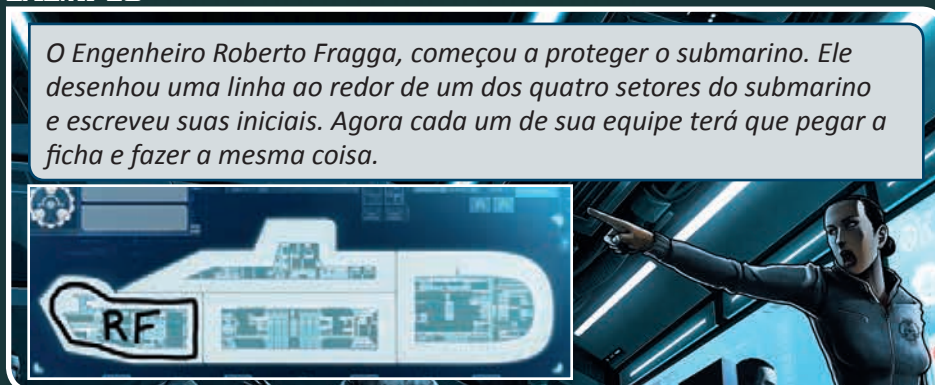 O Engenheiro Roberto Fragga, começou a proteger o submarino. Ele
desenhou uma linha ao redor de um dos quatro setores do submarino
e escreveu suas iniciais. Agora cada um de sua equipe terá que pegar a
ficha e fazer a mesma coisa.
RF